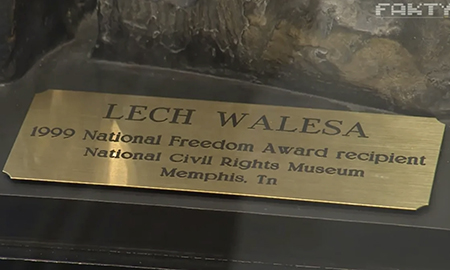 FAKTY
LECH WALESA
1999 National Freedom Award recipient
National Civil Rights Museum
Memphis, Tn